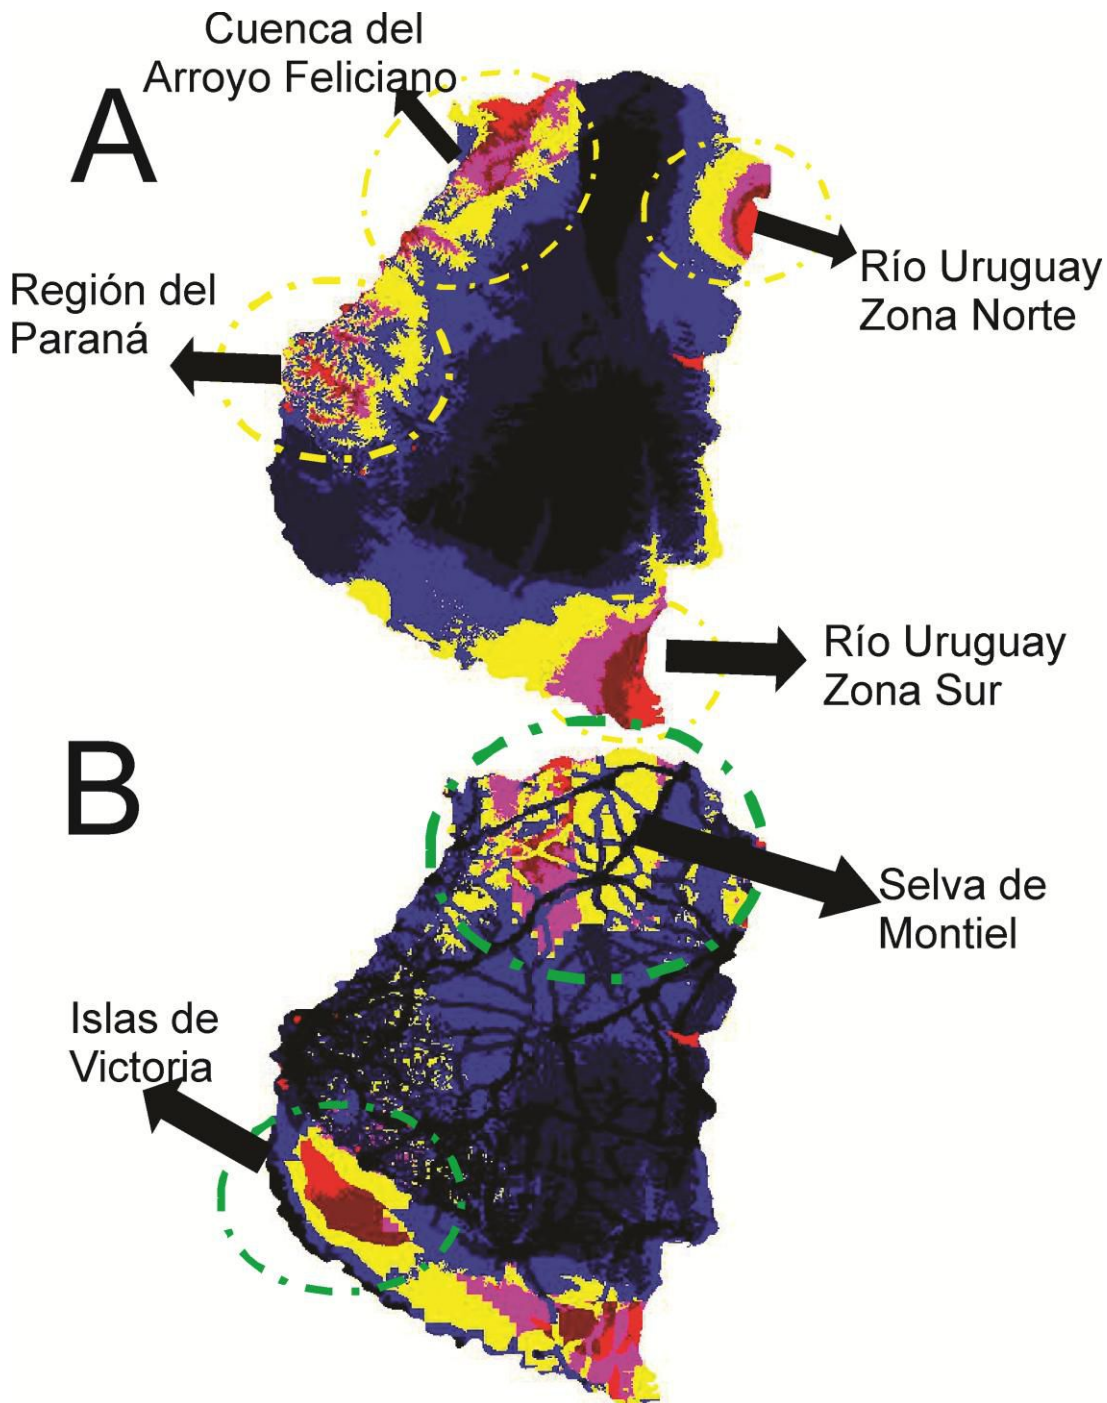 Cuenca del
Arroyo Feliciano
A
Río Uruguay
Zona Norte
Región del
Paraná
Río Uruguay
Zona Sur
B
Selva de
Montiel
Islas de
Victoria